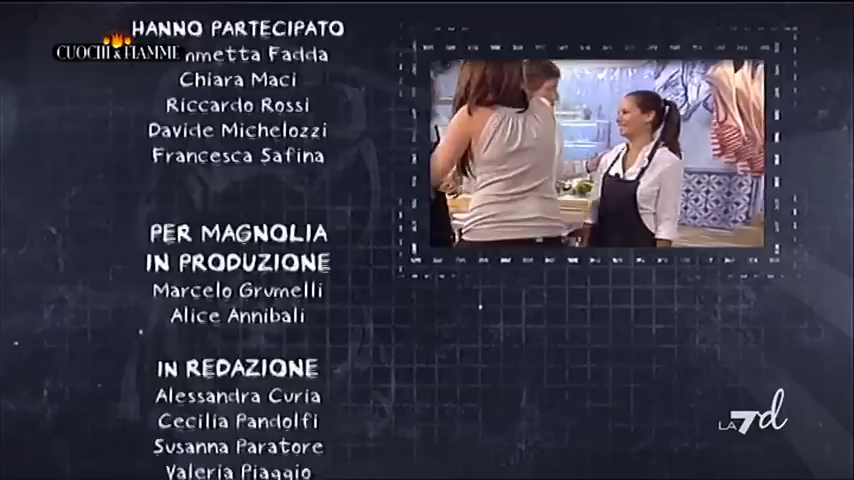 HANNO PARTECIPATO
CUOCHI & FIAMME
mmetta Fadda
Chiara Maci
Riccardo Rossi
Davide Michelozzi
Francesca Safina
PER MAGNOLIA
IN PRODUZIONE
Marcelo Grumelli
Alice Annibali
IN REDAZIONE
Alessandra Curia
Cecilia Pandolfi
Susanna Paratore
Valeria Piaggio
LA7d